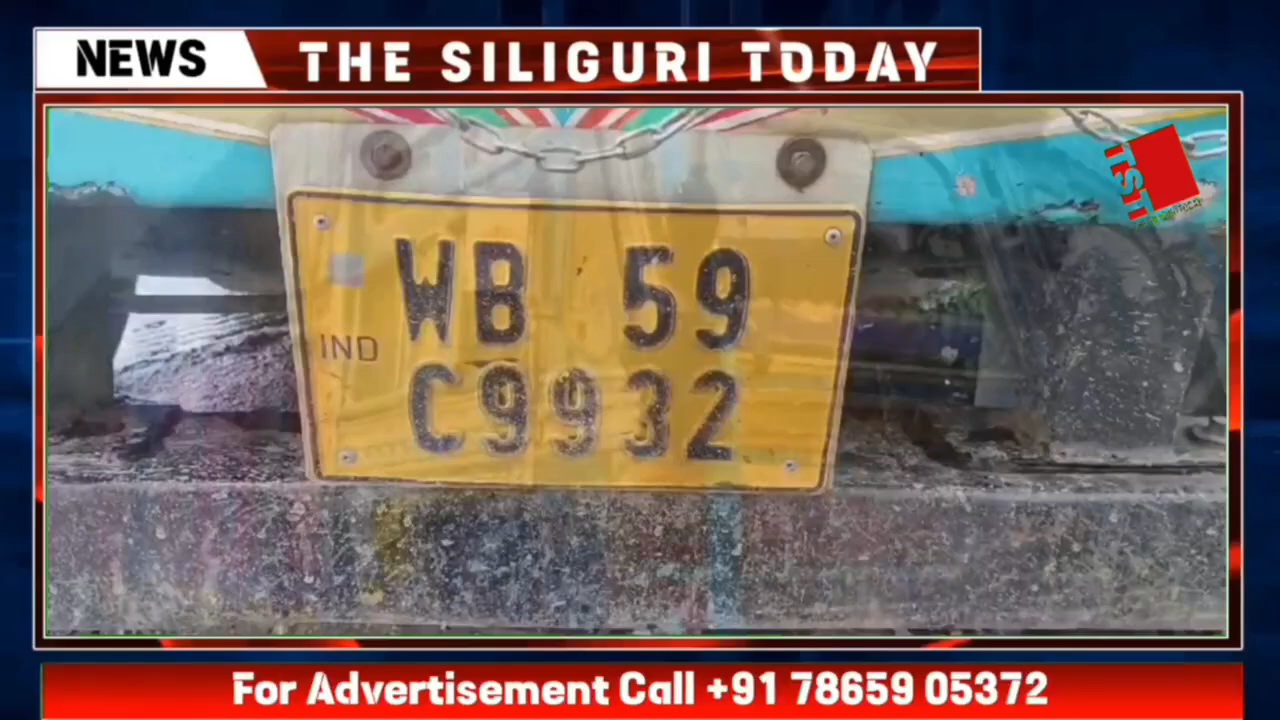 NEWS
THE SILIGURI TODAY
TST
IND
WB 59
C9932
For Advertisement Call +91 78659 05372